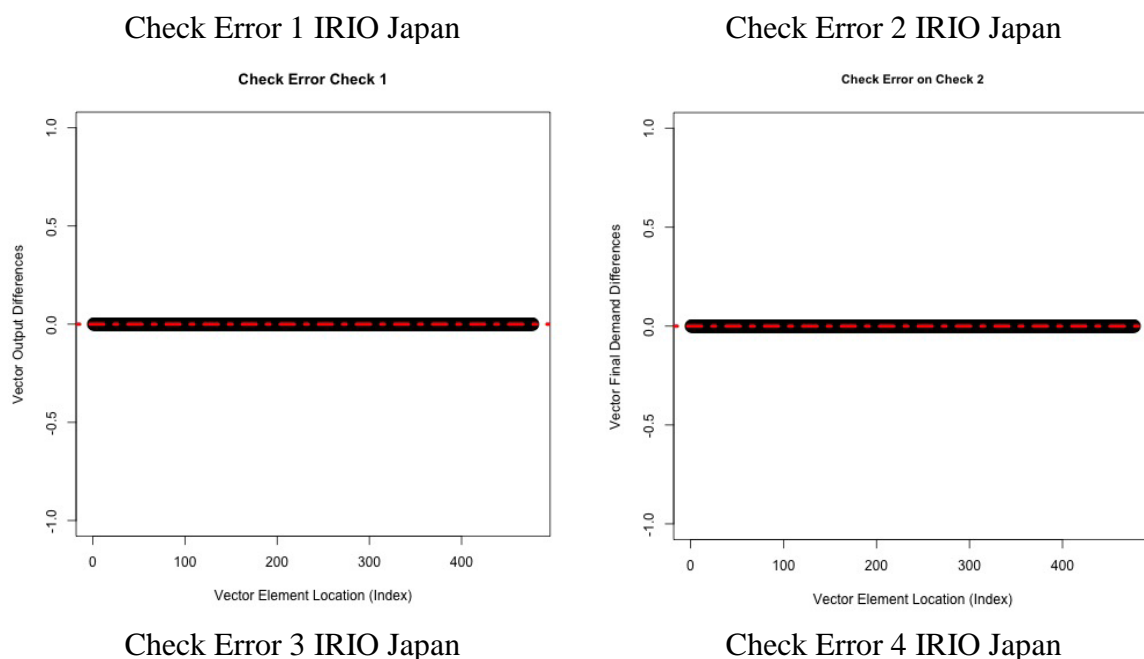 Check Error 1 IRIO Japan
Check Error 2 IRIO Japan
Check Error Check 1
Vector Output Differences
1.0
0.5
0.0
-0.5
-1.0
0 100 200 300 400
Vector Element Location (Index)
Check Error on Check 2
Vector Final Demand Differences
1.0
0.5
0.0
-0.5
-1.0
0 100 200 300 400
Vector Element Location (Index)
Check Error 3 IRIO Japan
Check Error 4 IRIO Japan